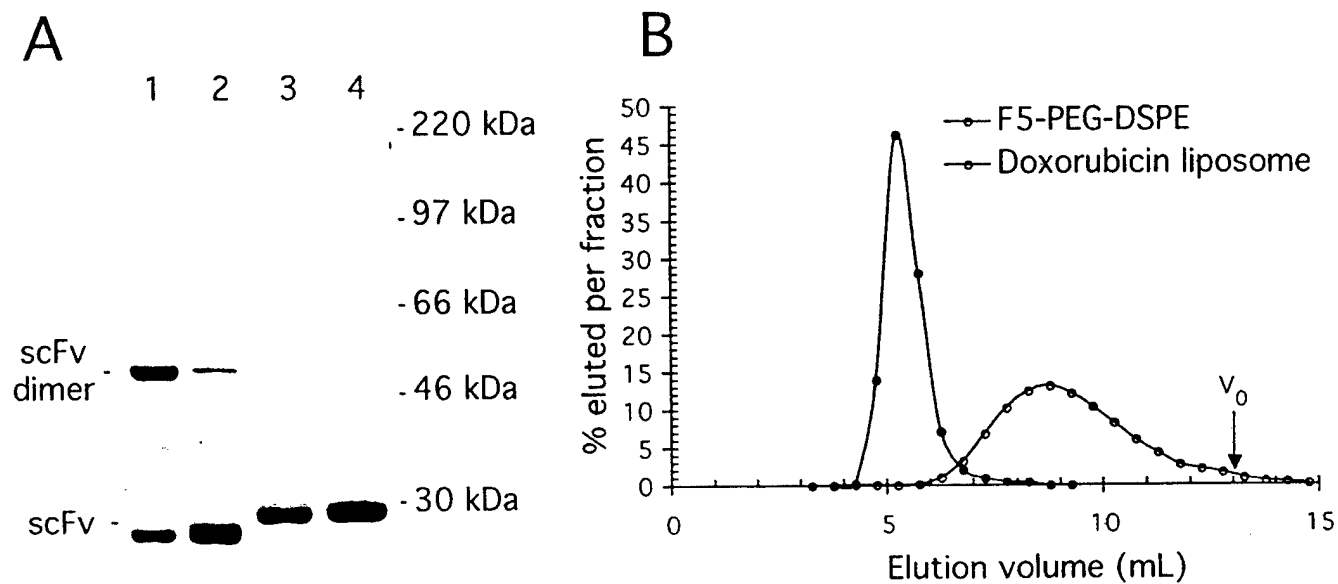 A
1 2 3 4
-220 kDa
-97 kDa
-66 kDa
scFv
dimer
-46 kDa
-30 kDa
scFv
B
50
45
40
35
30
25
20
15
10
5
0
% eluted per fraction
F5-PEG-DSPE
Doxorubicin liposome
V0
0 5 10 15
Elution volume (mL)